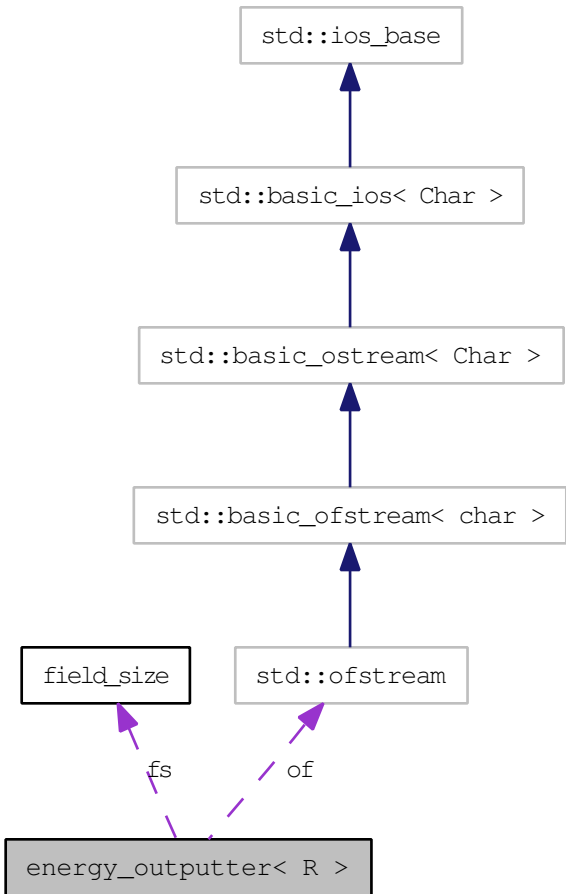 std::ios_base
std::basic_ios< Char >
std::basic_ostream< Char >
std::basic_ofstream< char >
field_size
std::ofstream
fs
of
energy_outputter< R >